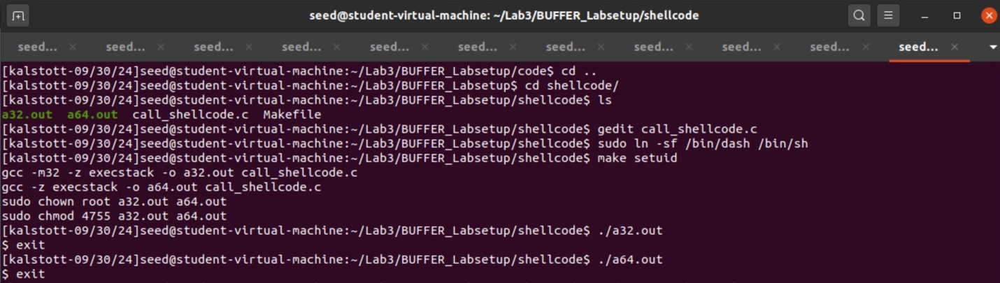 seed@student-virtual-machine: ~/Lab3/BUFFER_Labsetup/shellcode
seed... seed... seed... seed... seed... seed... seed... seed... seed... seed... seed...
[kalstott-09/30/24]seed@student-virtual-machine:~/Lab3/BUFFER_Labsetup/code$ cd ..
[kalstott-09/30/24]seed@student-virtual-machine:~/Lab3/BUFFER_Labsetup$ cd shellcode/
[kalstott-09/30/24]seed@student-virtual-machine:~/Lab3/BUFFER_Labsetup/shellcode$ ls
a32.out  a64.out  call_shellcode.c  Makefile
[kalstott-09/30/24]seed@student-virtual-machine:~/Lab3/BUFFER_Labsetup/shellcode$ gedit call_shellcode.c
[kalstott-09/30/24]seed@student-virtual-machine:~/Lab3/BUFFER_Labsetup/shellcode$ sudo ln -sf /bin/dash /bin/sh
[kalstott-09/30/24]seed@student-virtual-machine:~/Lab3/BUFFER_Labsetup/shellcode$ make setuid
gcc -m32 -z execstack -o a32.out call_shellcode.c
gcc -z execstack -o a64.out call_shellcode.c
sudo chown root a32.out a64.out
sudo chmod 4755 a32.out a64.out
[kalstott-09/30/24]seed@student-virtual-machine:~/Lab3/BUFFER_Labsetup/shellcode$ ./a32.out
$ exit
[kalstott-09/30/24]seed@student-virtual-machine:~/Lab3/BUFFER_Labsetup/shellcode$ ./a64.out
$ exit